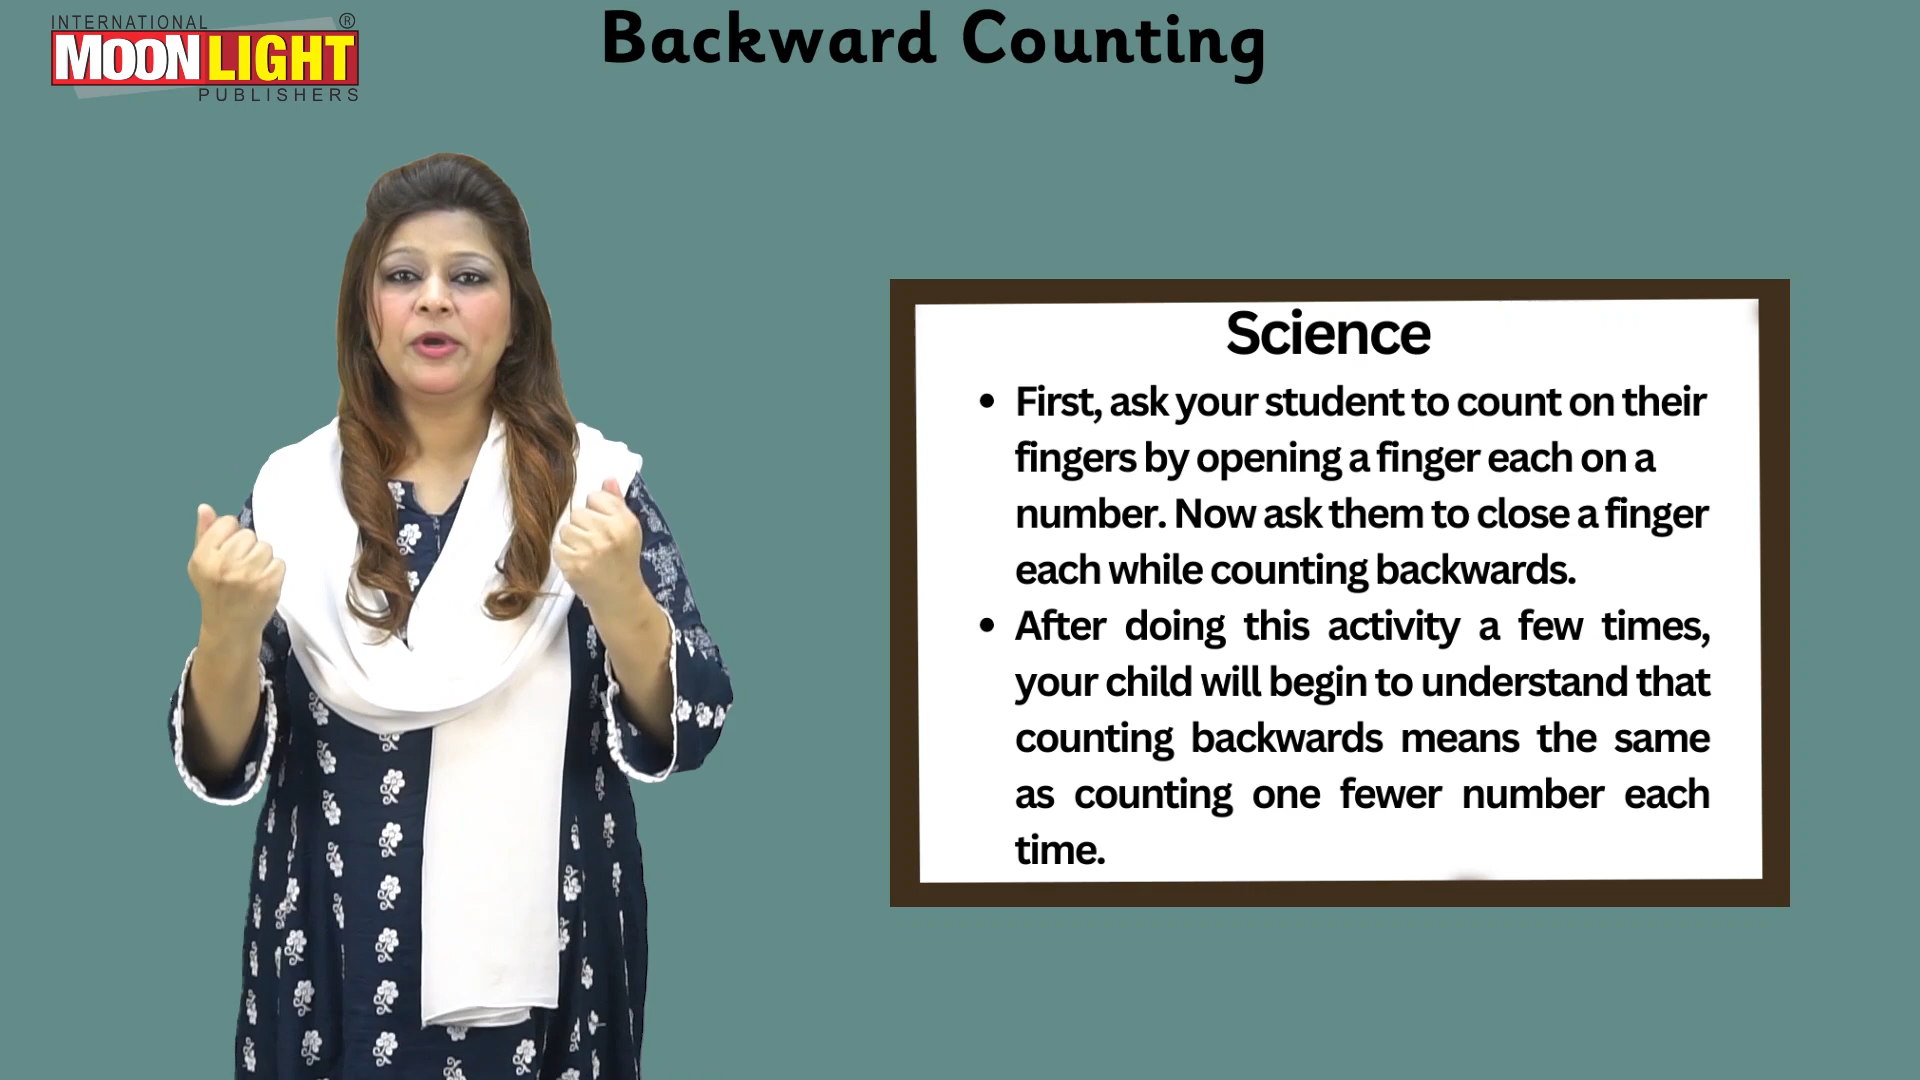 INTERNATIONAL ®
MOONLIGHT
PUBLISHERS
Backward Counting
Science
• First, ask your student to count on their
fingers by opening a finger each on a
number. Now ask them to close a finger
each while counting backwards.
• After doing this activity a few times,
your child will begin to understand that
counting backwards means the same
as counting one fewer number each
time.